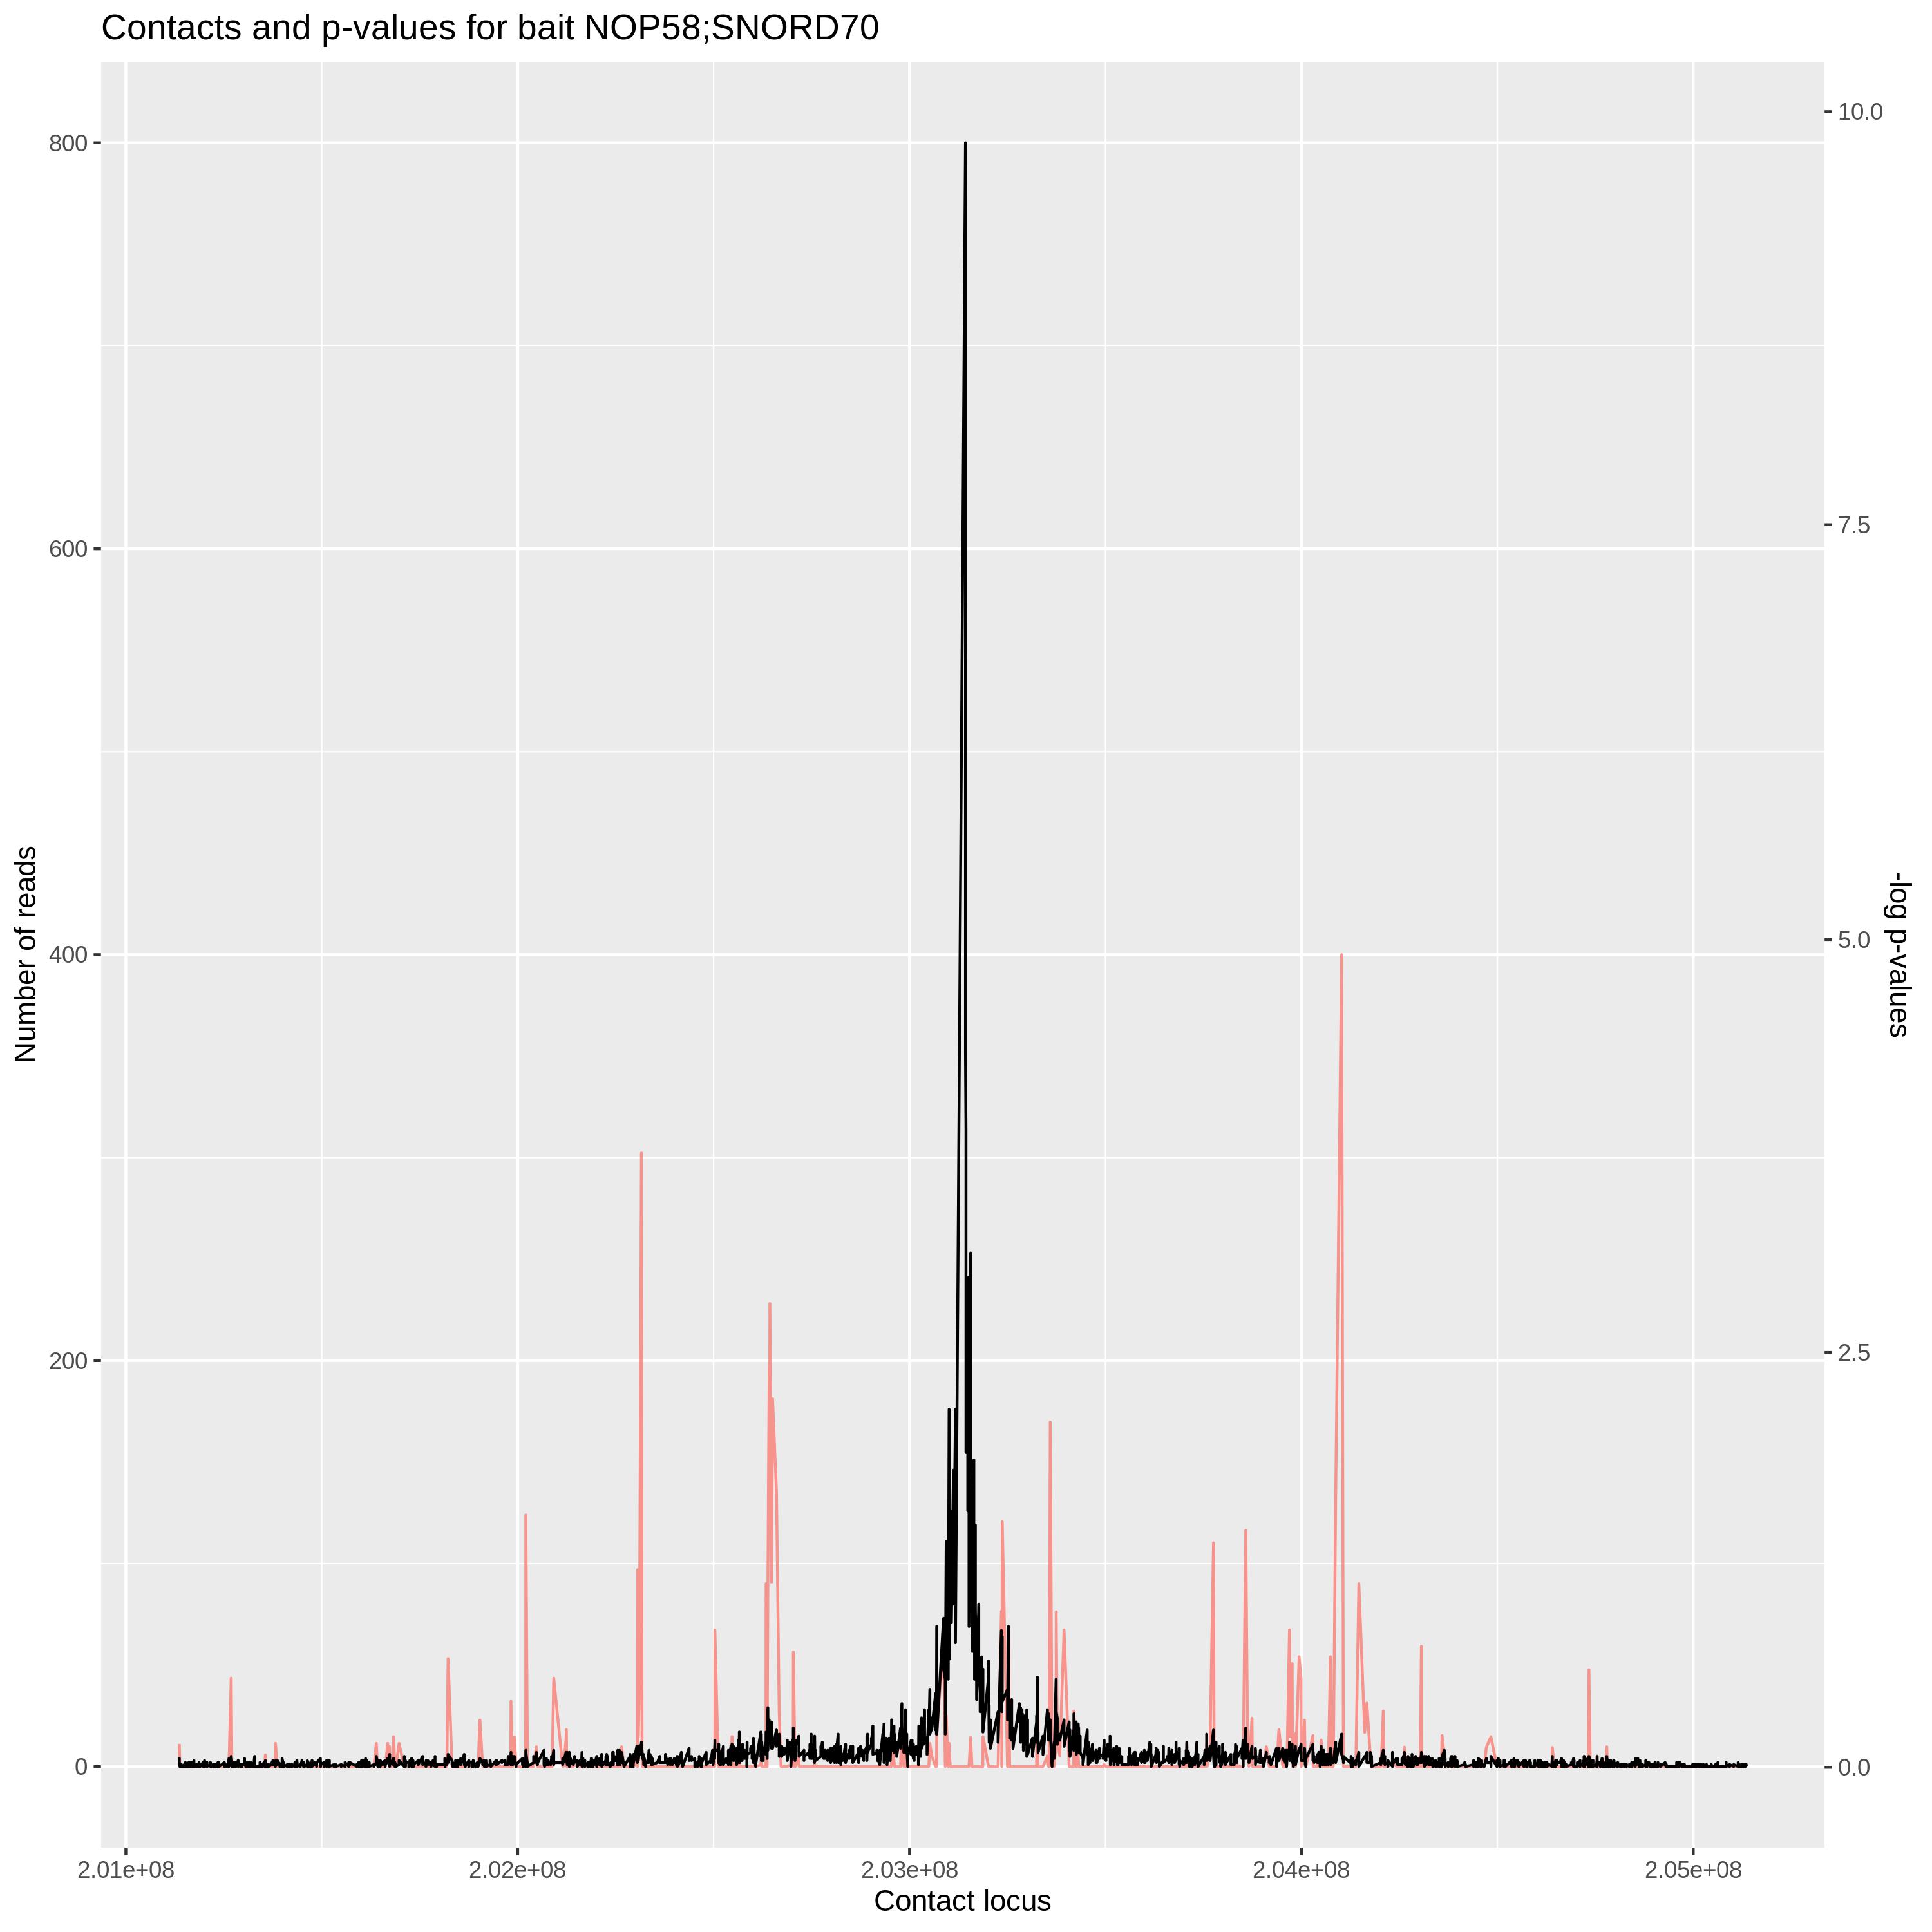 Contacts and p-values for bait NOP58;SNORD70
800
600
400
200
0
10.0
7.5
5.0
2.5
0.0
Number of reads
-log p-values
2.01e+08
2.02e+08
2.03e+08
2.04e+08
2.05e+08
Contact locus